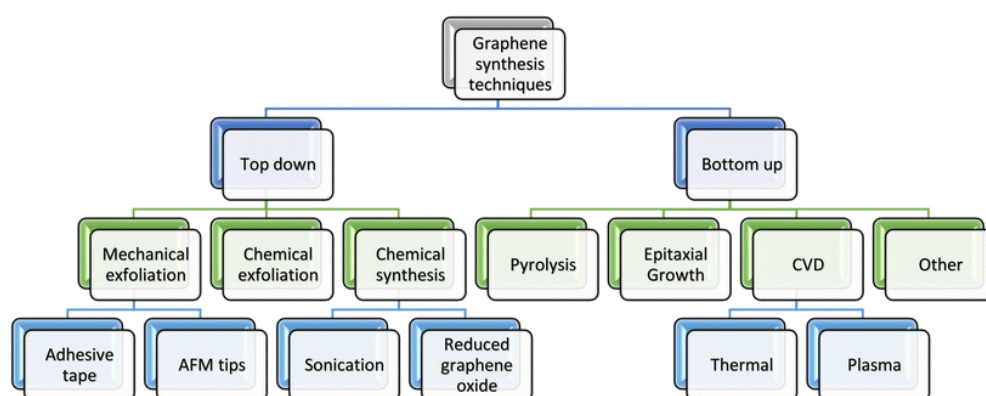 Graphene
synthesis
techniques
Top down
Bottom up
Mechanical
exfoliation
Chemical
exfoliation
Chemical
synthesis
Pyrolysis
Epitaxial
Growth
CVD
Other
Adhesive
tape
AFM tips
Sonication
Reduced
graphene
oxide
Thermal
Plasma